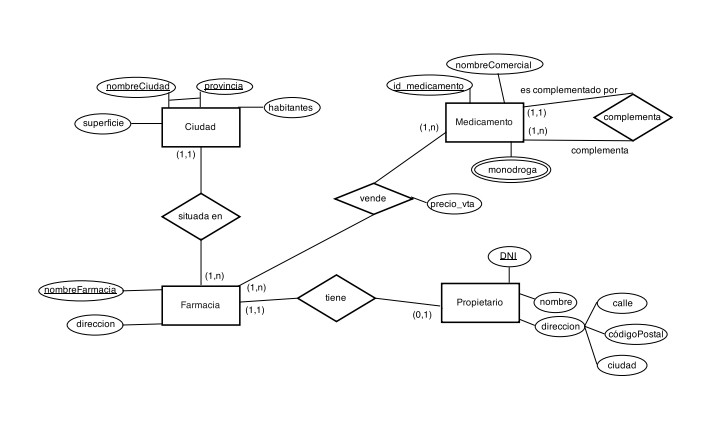 nombreComercial
nombreCiudad
provincia
id_medicamento
es complementado por
habitantes
(1,1)
superficie
Ciudad
(1,n)
Medicamento
(1,n)
complementa
(1,1)
complementa
monodroga
vende
precio_vta
situada en
DNI
(1,n)
nombreFarmacia
(1,n)
tiene
Propietario
nombre
calle
Farmacia
(1,1)
(0,1)
direccion
direccion
códigoPostal
ciudad